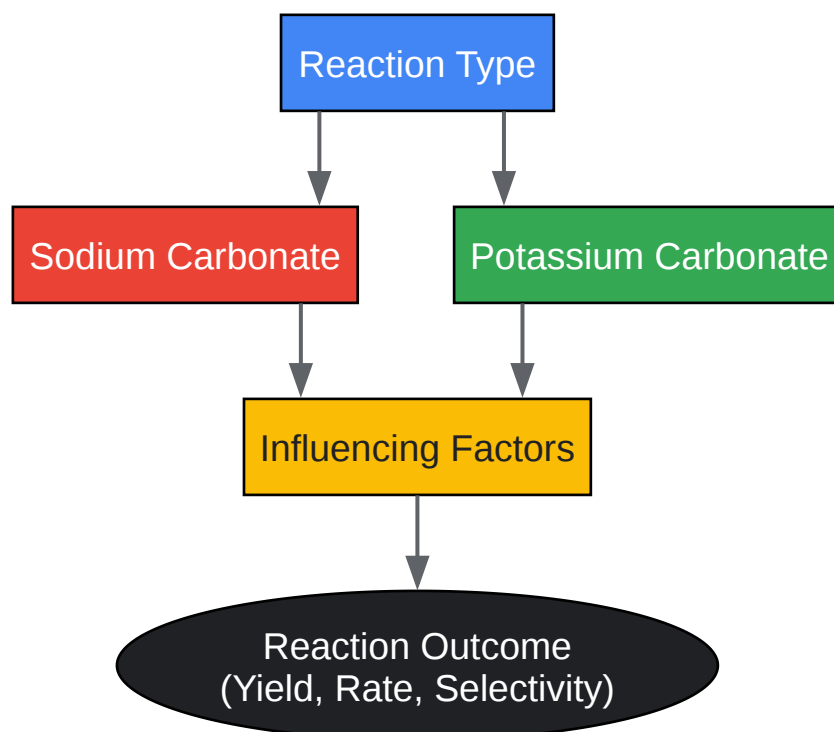 Reaction Type
Sodium Carbonate
Potassium Carbonate
Influencing Factors
Reaction Outcome
(Yield, Rate, Selectivity)